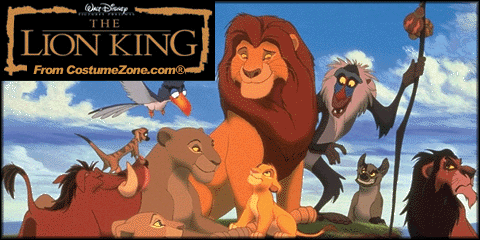 WALT DISNEY
PICTURES PRESENTS
THE
LION KING
From CostumeZone.com®